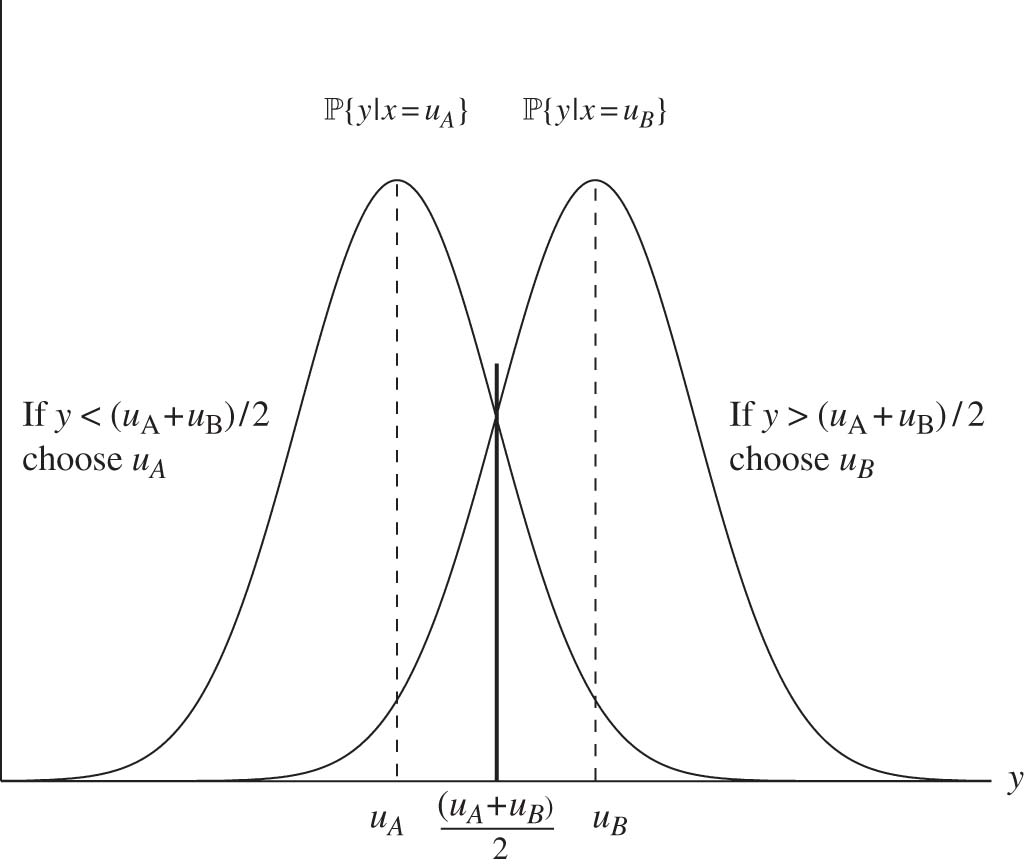 ℙ{y|x=u_A} ℙ{y|x=u_B}
If y < (u_A+u_B)/2
choose u_A
If y > (u_A+u_B)/2
choose u_B
y
u_A (u_A+u_B)/2 u_B